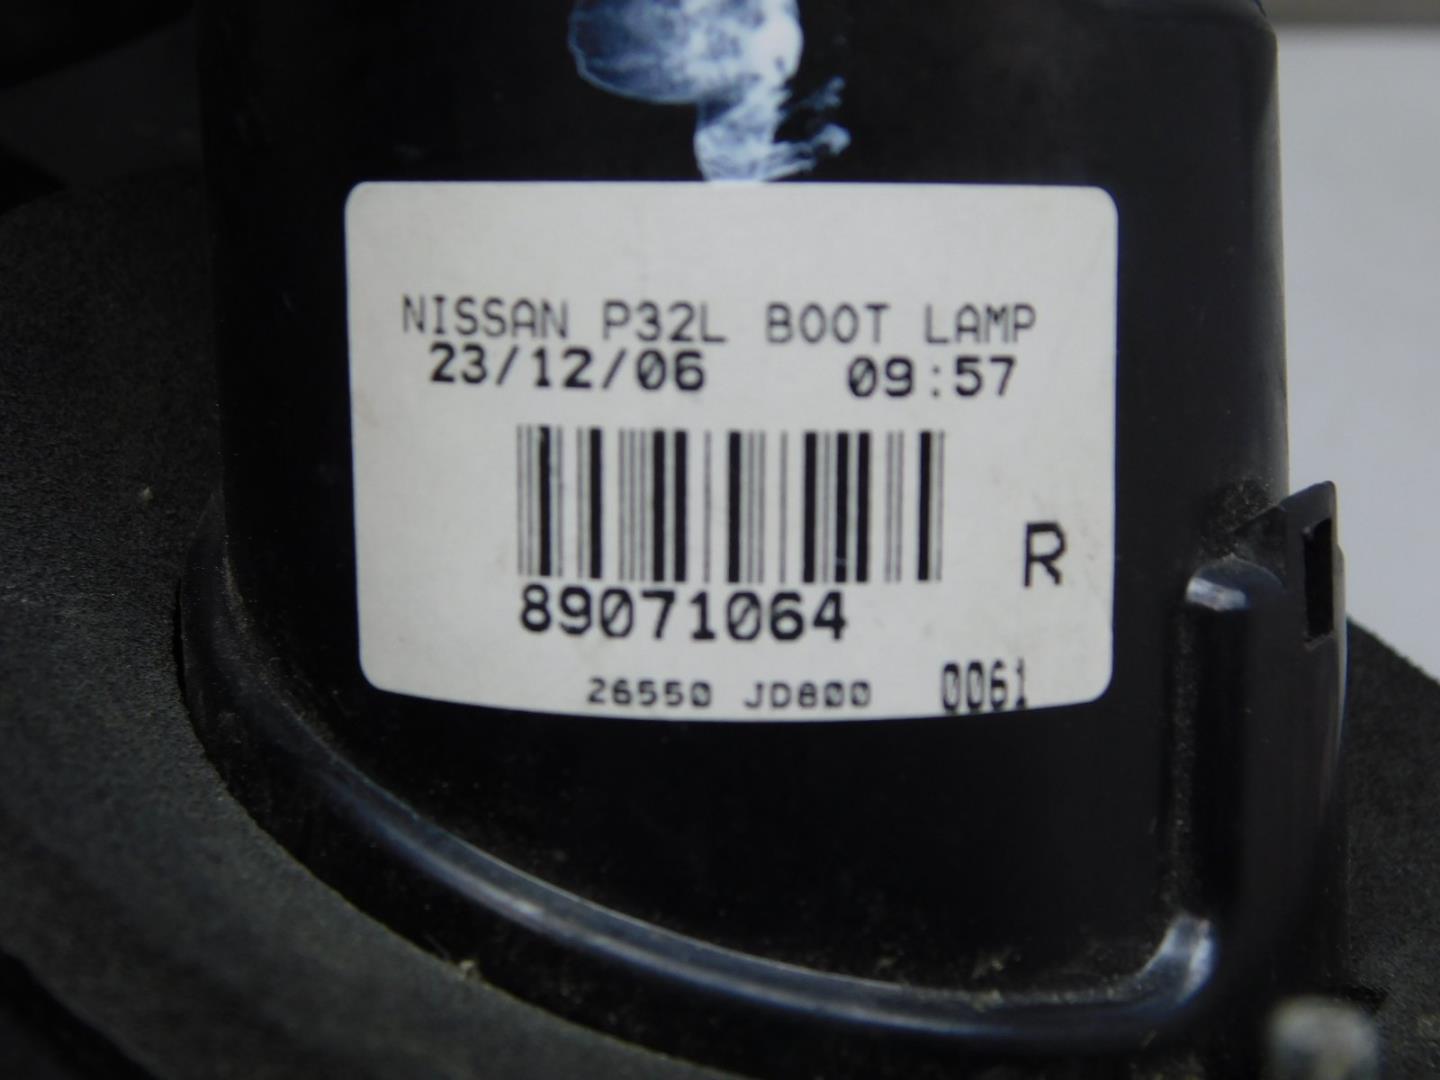 NISSAN P32L BOOT LAMP
23/12/06 09:57
R
89071064
26550 JD800 0061